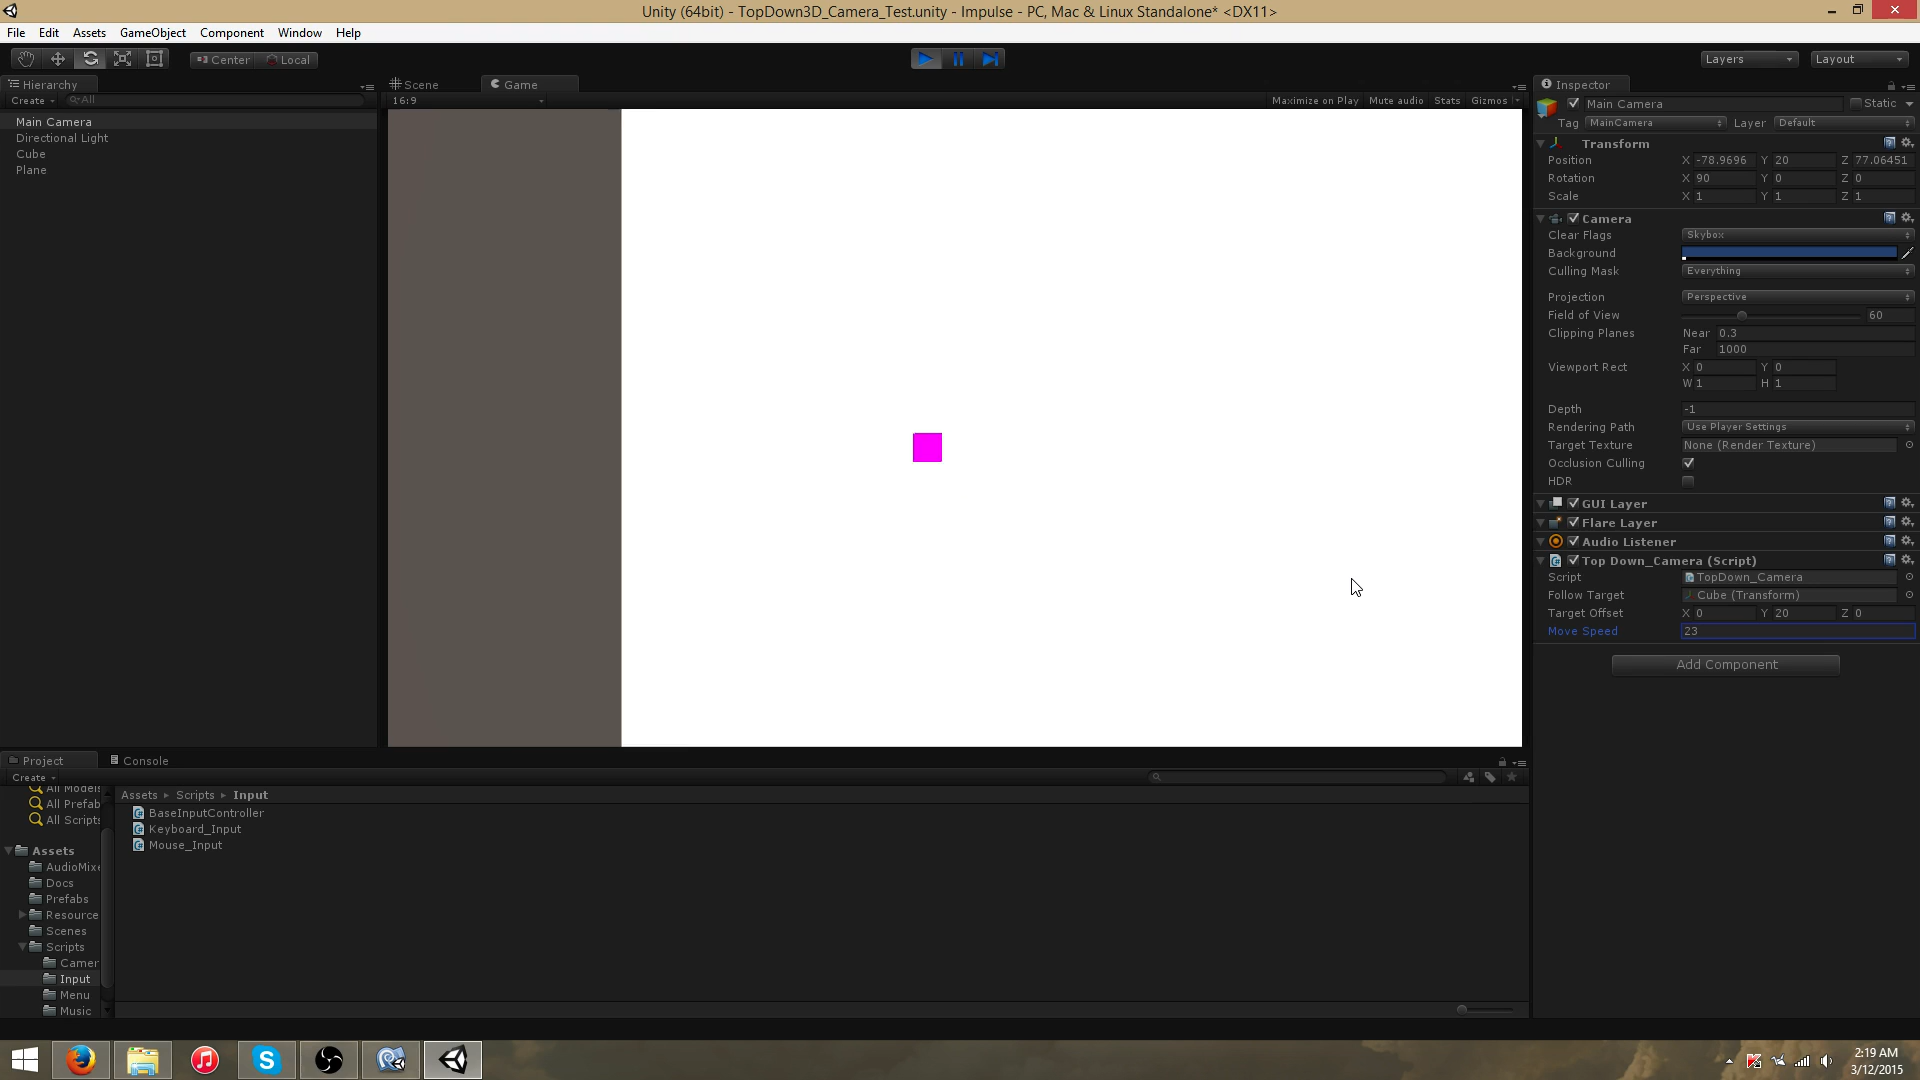 Unity (64bit) - TopDown3D_Camera_Test.unity - Impulse - PC, Mac & Linux Standalone* <DX11>
File Edit Assets GameObject Component Window Help
Center Local Layers Layout
Hierarchy Scene Game Inspector
Create All 16:9 Maximize on Play Mute audio Stats Gizmos
Main Camera Static
Tag MainCamera Layer Default
Main Camera
Directional Light
Cube
Plane
Transform
Position X -78.9696 Y 20 Z 77.06451
Rotation X 90 Y 0 Z 0
Scale X 1 Y 1 Z 1
Camera
Clear Flags Skybox
Background
Culling Mask Everything
Projection Perspective
Field of View 60
Clipping Planes Near 0.3
Far 1000
Viewport Rect X 0 Y 0
W 1 H 1
Depth -1
Rendering Path Use Player Settings
Target Texture None (Render Texture)
Occlusion Culling
HDR
GUI Layer
Flare Layer
Audio Listener
Top Down_Camera (Script)
Script TopDown_Camera
Follow Target Cube (Transform)
Target Offset X 0 Y 20 Z 0
Move Speed 23
Add Component
Project Console
Create
All Models
All Prefab
All Scripts
Assets
AudioMixe
Docs
Prefabs
Resource
Scenes
Scripts
Camer
Input
Menu
Music
Assets Scripts Input
BaseInputController
Keyboard_Input
Mouse_Input
2:19 AM
3/12/2015